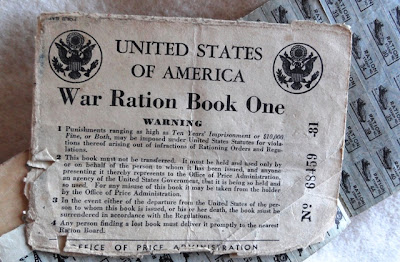 UNITED STATES
OF AMERICA
War Ration Book One
WARNING
1 Punishments ranging as high as Ten Years' Imprisonment or $10,000
Fine, or Both, may be imposed under United States Statutes for viola-
tions thereof arising out of infractions of Rationing Orders and Regu-
lations.
2 This book must not be transferred. It must be held and used only by
or on behalf of the person to whom it has been issued, and anyone
presenting it thereby represents to the Office of Price Administration,
an agency of the United States Government, that it is being so held and
so used. For any misuse of this book it may be taken from the holder
by the Office of Price Administration.
3 In the event either of the departure from the United States of the per-
son to whom this book is issued, or his or her death, the book must be
surrendered in accordance with the Regulations.
4 Any person finding a lost book must deliver it promptly to the nearest
Ration Board.
OFFICE OF PRICE ADMINISTRATION
RATION